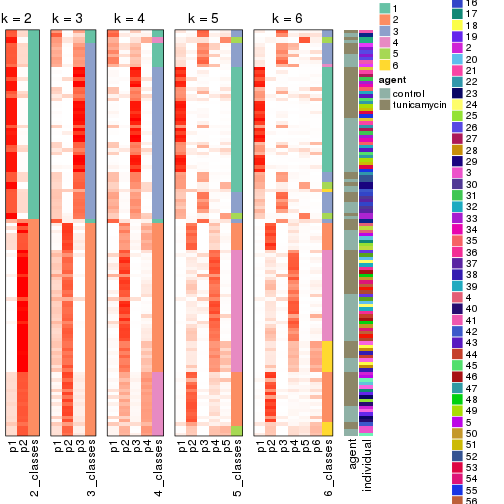 k = 2
k = 3
k = 4
k = 5
k = 6
p1
p2
2_classes
p1
p2
p3
3_classes
p1
p2
p3
p4
4_classes
p1
p2
p3
p4
p5
5_classes
p1
p2
p3
p4
p5
p6
6_classes
agent
individual
1
2
3
4
5
6
agent
control
tunicamycin
16
17
18
19
2
20
21
22
23
24
25
26
27
28
29
3
30
31
32
33
34
35
36
37
38
39
4
40
41
42
43
44
45
46
47
48
49
5
50
51
52
53
54
55
56